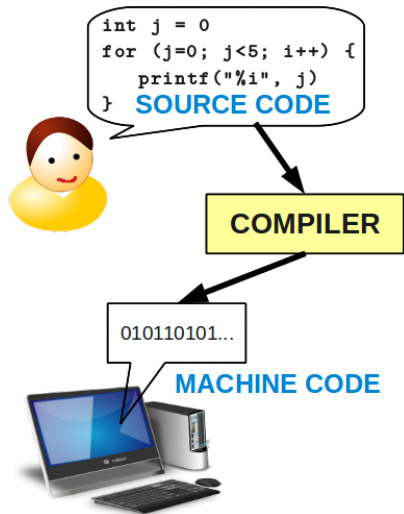 int j = 0
for (j=0; j<5; i++) {
printf("%i", j)
} SOURCE CODE
COMPILER
010110101...
MACHINE CODE